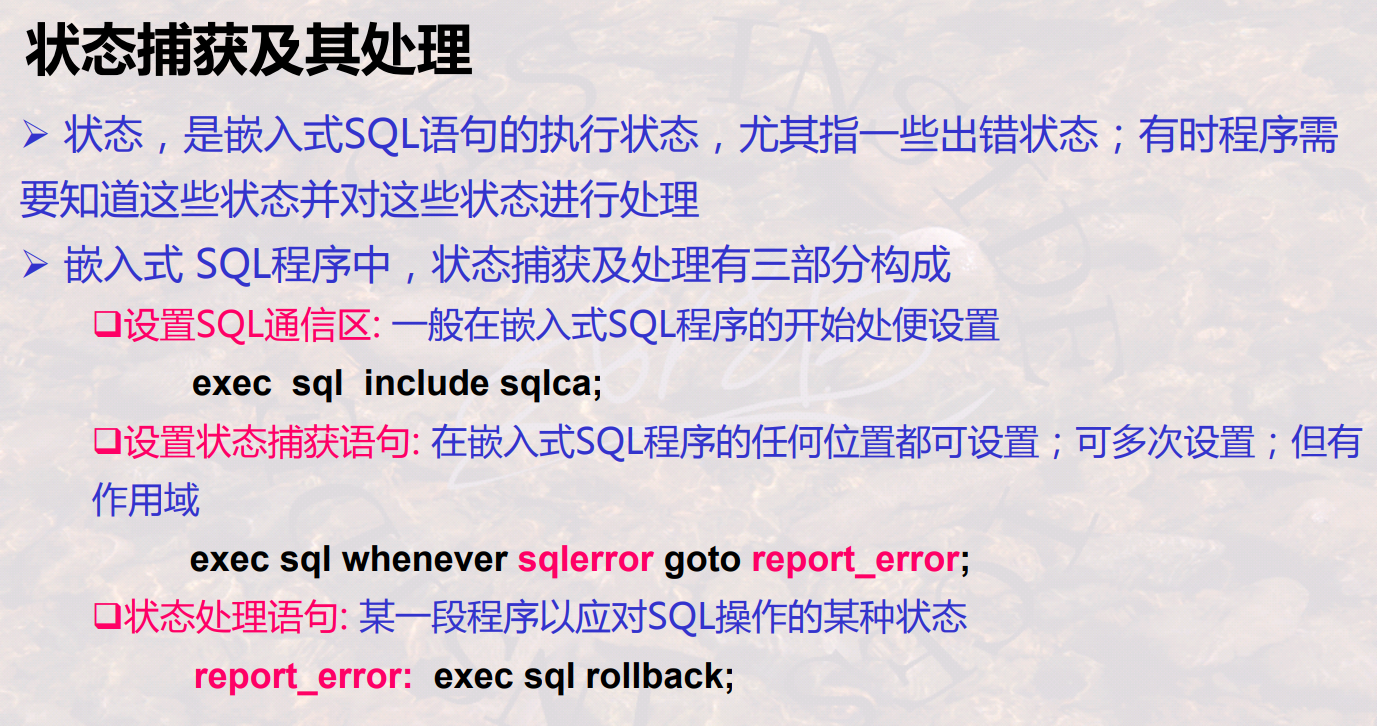 状态捕获及其处理
➢ 状态，是嵌入式SQL语句的执行状态，尤其指一些出错状态；有时程序需
要知道这些状态并对这些状态进行处理
➢ 嵌入式 SQL程序中，状态捕获及处理有三部分构成
❑设置SQL通信区: 一般在嵌入式SQL程序的开始处便设置
exec sql include sqlca;
❑设置状态捕获语句: 在嵌入式SQL程序的任何位置都可设置；可多次设置；但有
作用域
exec sql whenever sqlerror goto report_error;
❑状态处理语句: 某一段程序以应对SQL操作的某种状态
report_error: exec sql rollback;